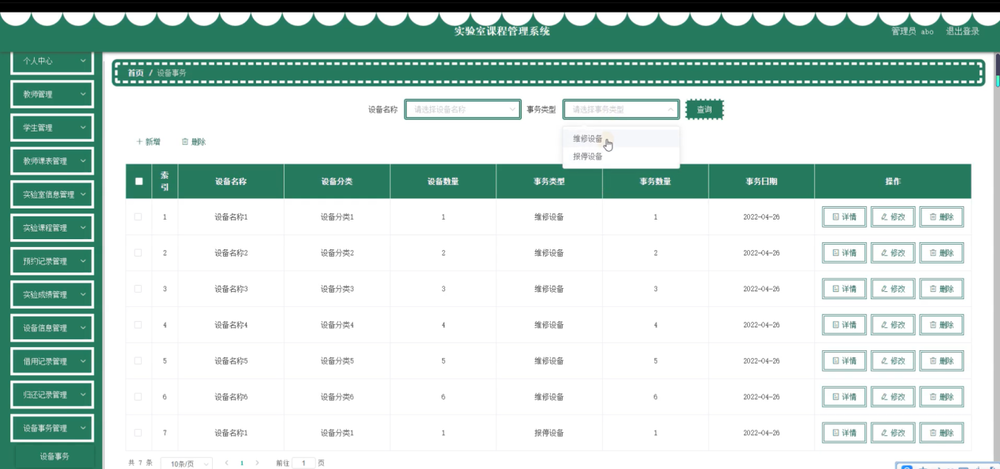 实验室课程管理系统
管理员 abo 退出登录
个人中心
教师管理
学生管理
教师课表管理
实验室信息管理
实验课程管理
预约记录管理
实验成绩管理
设备信息管理
借用记录管理
归还记录管理
设备事务管理
设备事务
首页 / 设备事务
设备名称 请选择设备名称 事务类型 请选择事务类型 查询
维修设备
报停设备
+ 新增 删除
索引 设备名称 设备分类 设备数量 事务类型 事务数量 事务日期 操作
1 设备名称1 设备分类1 1 维修设备 1 2022-04-26 详情 修改 删除
2 设备名称2 设备分类2 2 维修设备 2 2022-04-26 详情 修改 删除
3 设备名称3 设备分类3 3 维修设备 3 2022-04-26 详情 修改 删除
4 设备名称4 设备分类4 4 维修设备 4 2022-04-26 详情 修改 删除
5 设备名称5 设备分类5 5 维修设备 5 2022-04-26 详情 修改 删除
6 设备名称6 设备分类6 6 维修设备 6 2022-04-26 详情 修改 删除
7 设备名称1 设备分类1 1 报停设备 1 2022-04-26 详情 修改 删除
共 7 条 10条/页 1 前往 1 页